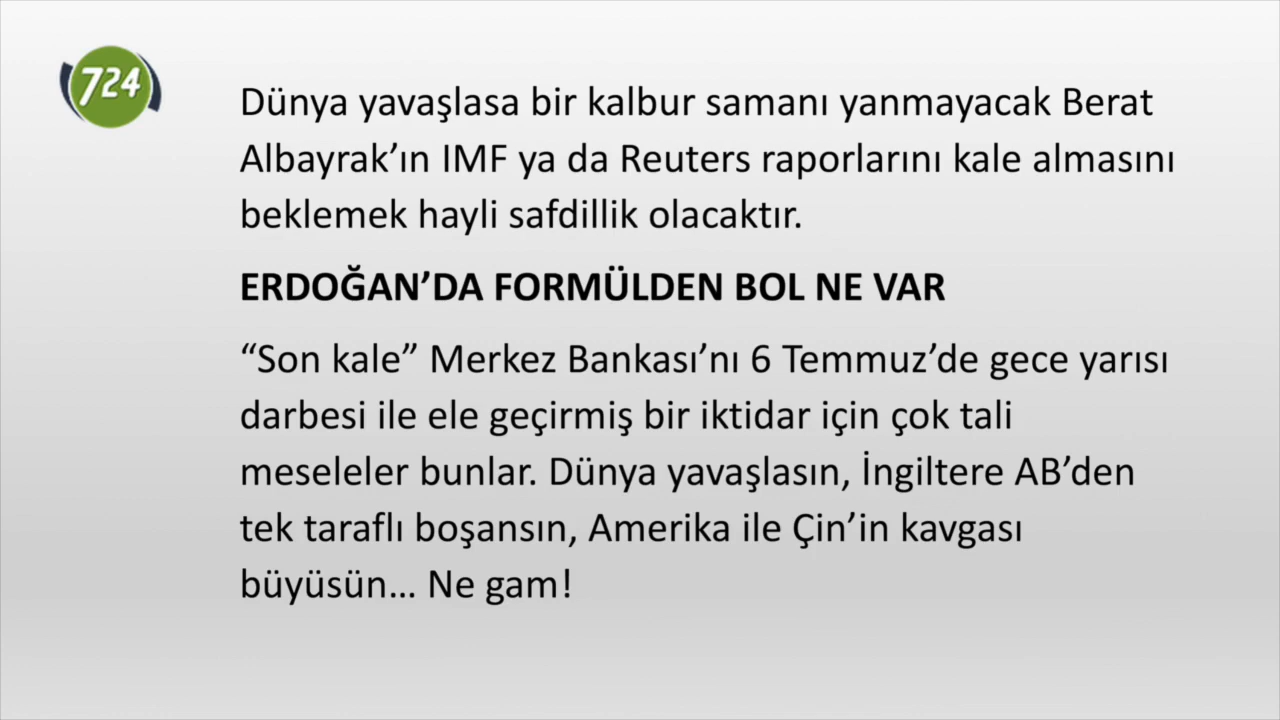 724
Dünya yavaşlasa bir kalbur samanı yanmayacak Berat
Albayrak’ın IMF ya da Reuters raporlarını kale almasını
beklemek hayli safdillik olacaktır.
ERDOĞAN’DA FORMÜLDEN BOL NE VAR
“Son kale” Merkez Bankası’nı 6 Temmuz’de gece yarısı
darbesi ile ele geçirmiş bir iktidar için çok tali
meseleler bunlar. Dünya yavaşlasın, İngiltere AB’den
tek taraflı boşansın, Amerika ile Çin’in kavgası
büyüsün… Ne gam!